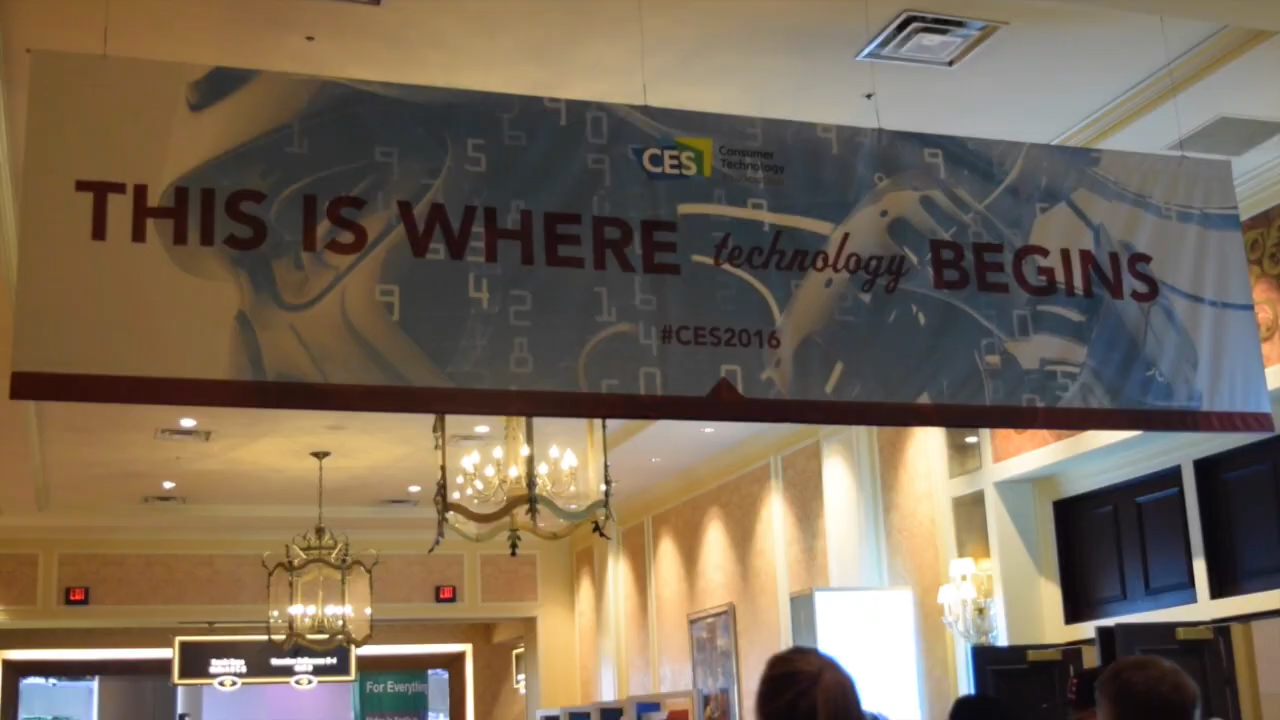 CES Consumer
Technology
THIS IS WHERE technology BEGINS
#CES2016
EXIT
EXIT
For Everything